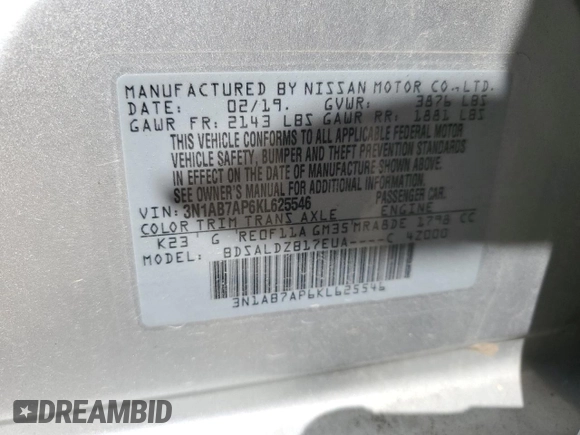 MANUFACTURED BY NISSAN MOTOR CO., LTD.
DATE: 02/19. GVWR: 3876 LBS
GAWR FR: 2143 LBS GAWR RR: 1881 LBS
THIS VEHICLE CONFORMS TO ALL APPLICABLE FEDERAL MOTOR
VEHICLE SAFETY, BUMPER AND THEFT PREVENTION STANDARDS
IN EFFECT ON THE DATE OF MANUFACTURE SHOWN ABOVE.
SEE OWNER'S MANUAL FOR ADDITIONAL INFORMATION
VIN: 3N1AB7AP6KL625546 PASSENGER CAR.
COLOR TRIM TRANS AXLE ENGINE
K23 G RE0F11A GM35 MRA8DE 1798 CC
MODEL: BDSALDZB17EUA----C 42000
3N1AB7AP6KL625546
DREAMBID